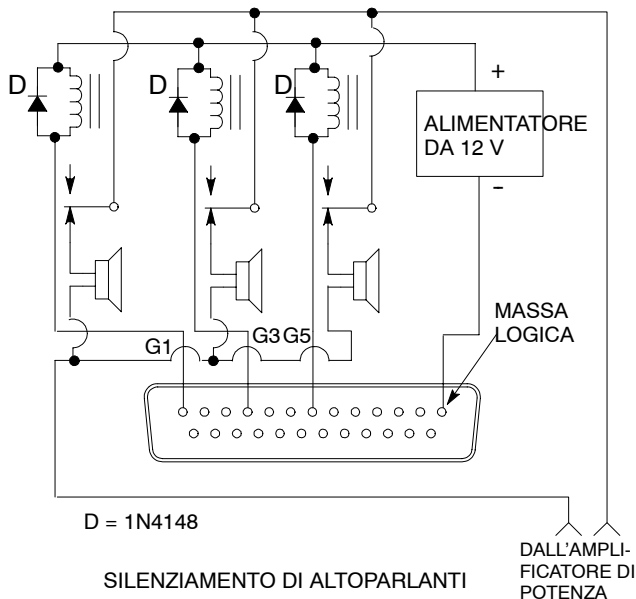 D
D
D
+
ALIMENTATORE
DA 12 V
-
MASSA
LOGICA
G1
G3
G5
D = 1N4148
DALL'AMPLI-
FICATORE DI
POTENZA
SILENZIAMENTO DI ALTOPARLANTI